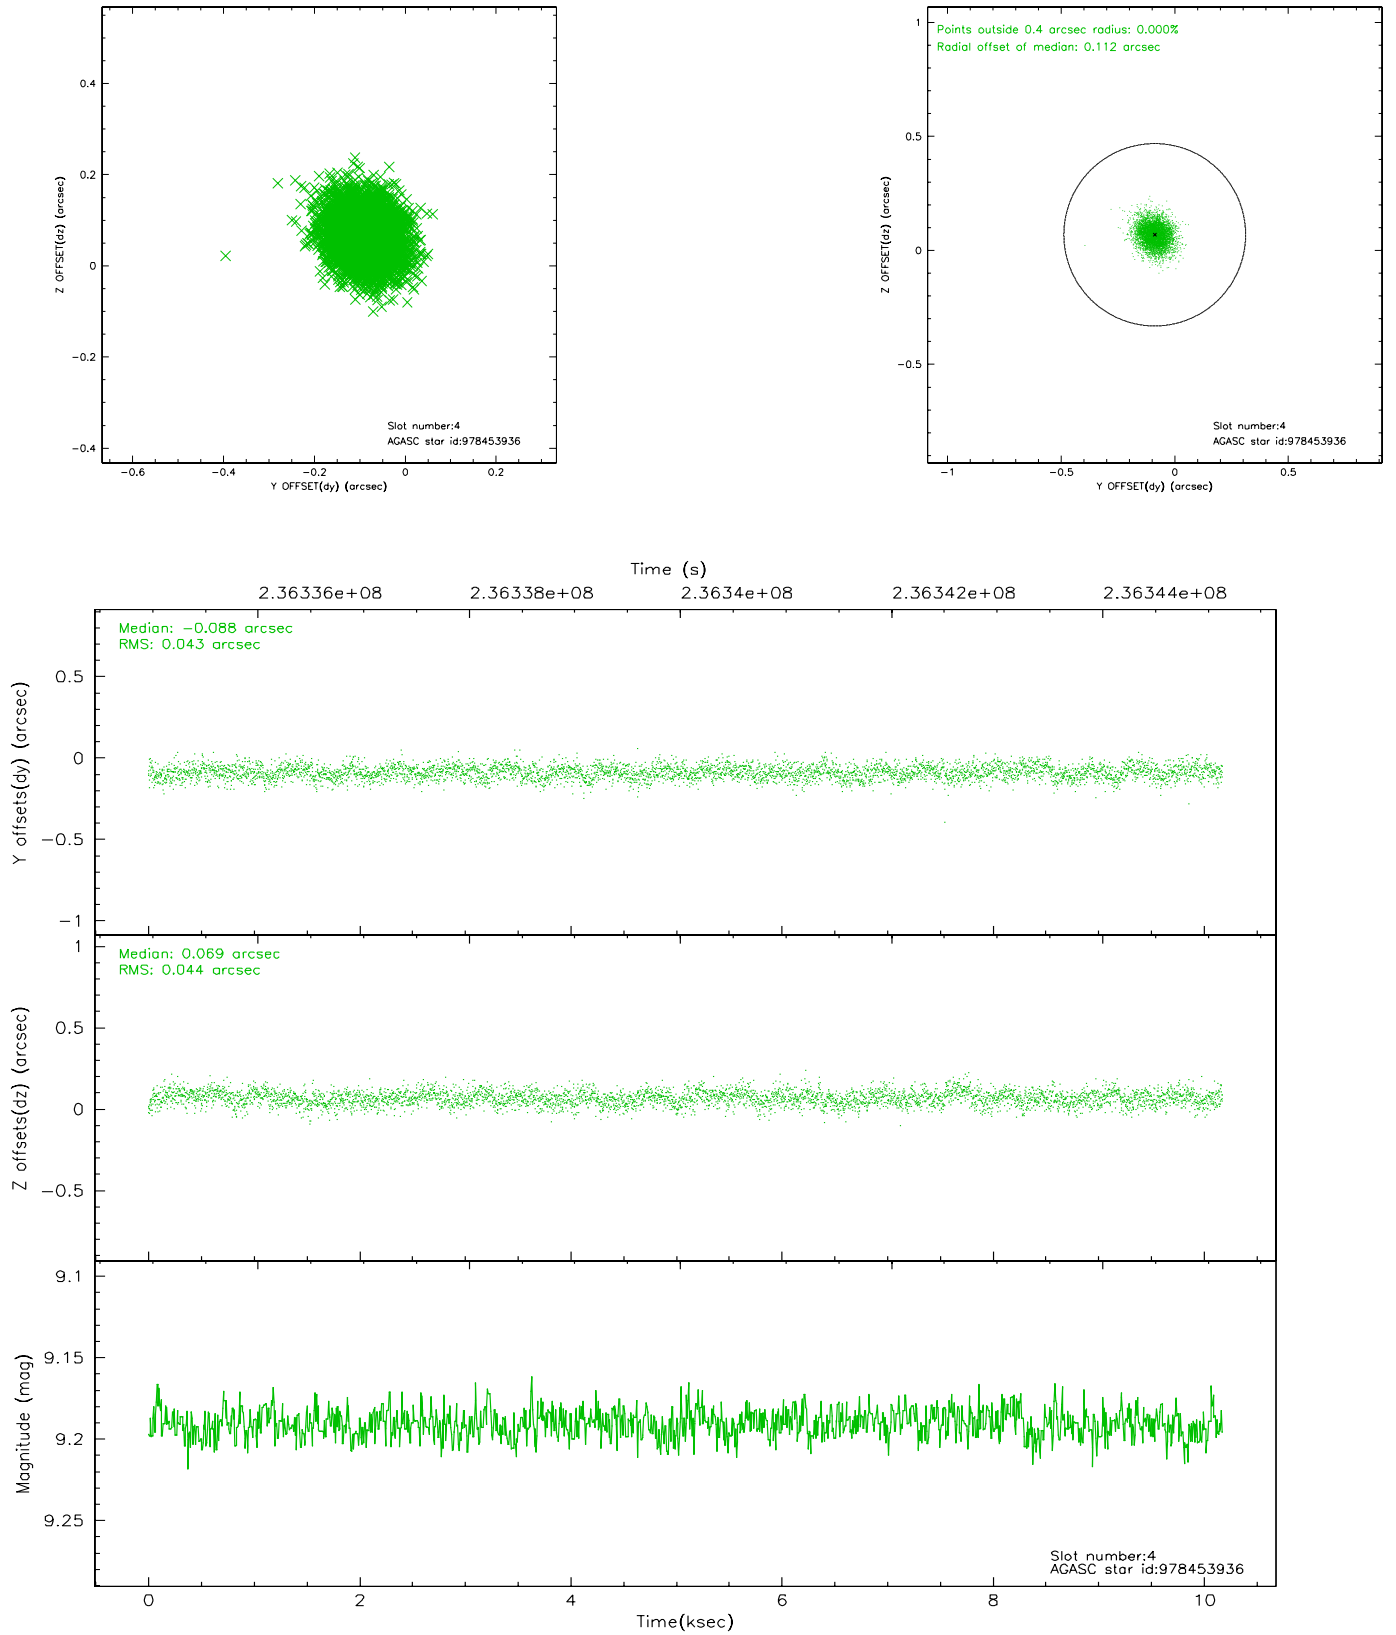 0.4
0.2
0
-0.2
-0.4
Z OFFSET(dz) (arcsec)
Slot number:4
AGASC star id:978453936
-0.6
-0.4
-0.2
0
0.2
Y OFFSET(dy) (arcsec)
Points outside 0.4 arcsec radius: 0.000%
Radial offset of median: 0.112 arcsec
1
0.5
0
-0.5
Z OFFSET(dz) (arcsec)
Slot number:4
AGASC star id:978453936
-1
-0.5
0
0.5
Y OFFSET(dy) (arcsec)
Time (s)
2.36336e+08
2.36338e+08
2.3634e+08
2.36342e+08
2.36344e+08
Median: -0.088 arcsec
RMS: 0.043 arcsec
0.5
0
-0.5
-1
Y offsets(dy) (arcsec)
Median: 0.069 arcsec
RMS: 0.044 arcsec
1
0.5
0
-0.5
Z offsets(dz) (arcsec)
9.1
9.15
9.2
9.25
Magnitude (mag)
Slot number:4
AGASC star id:978453936
0
2
4
6
8
10
Time(ksec)